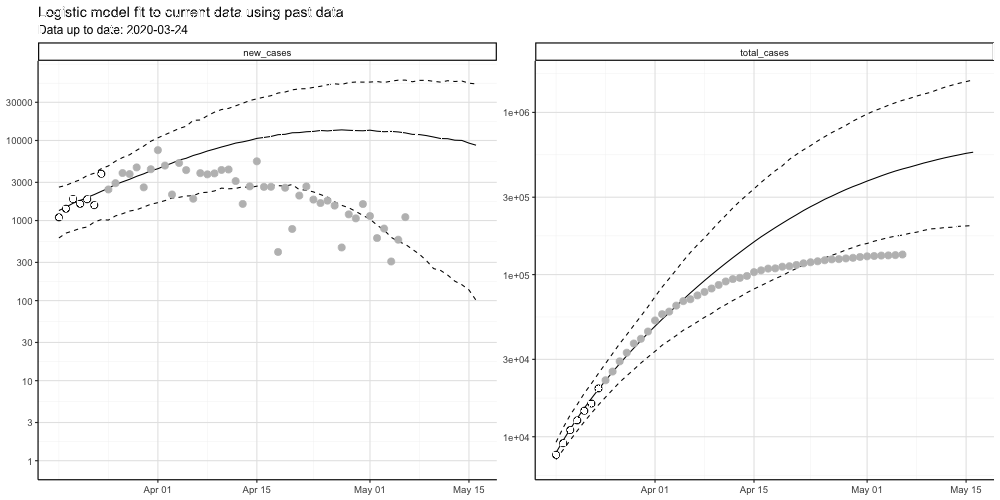 Logistic model fit to current data using past data
Data up to date: 2020-03-24
new_cases
total_cases
30000
10000
3000
1000
300
100
30
10
3
1
1e+06
3e+05
1e+05
3e+04
1e+04
Apr 01
Apr 15
May 01
May 15
Apr 01
Apr 15
May 01
May 15